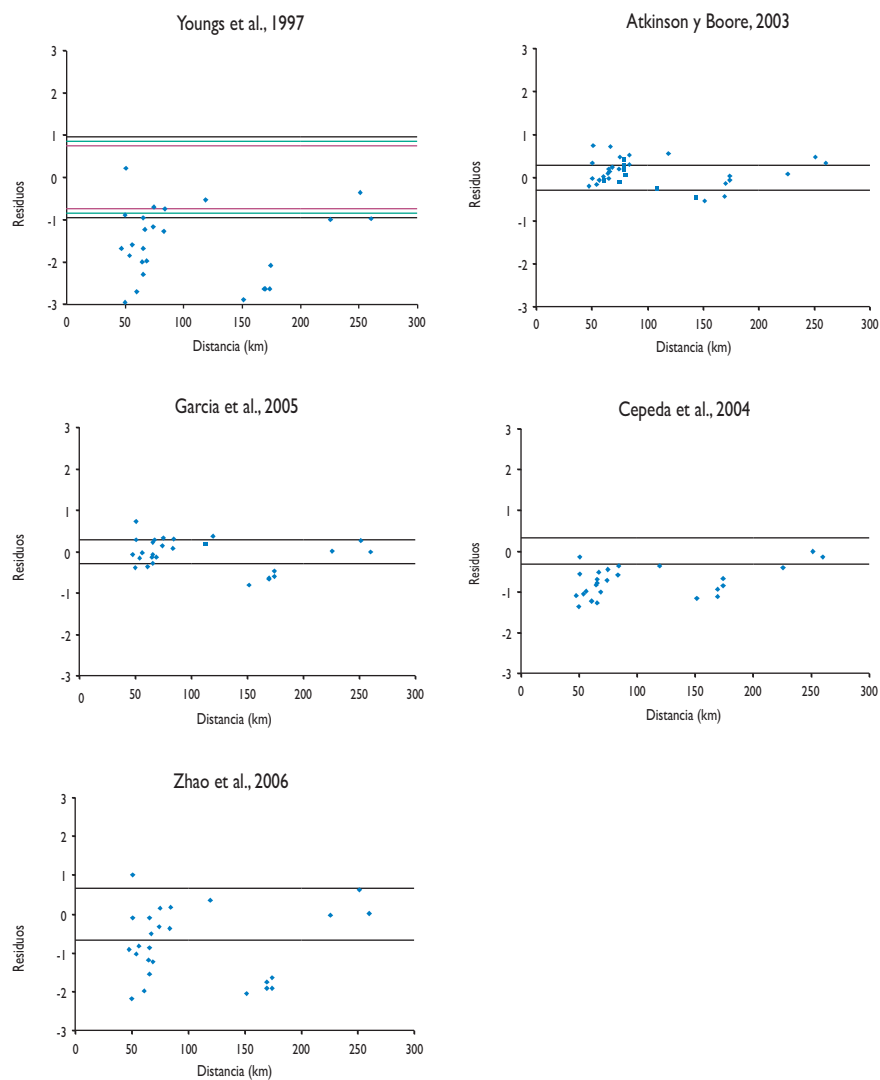 Youngs et al., 1997
3
2
1
0
-1
-2
-3
Residuos
0 50 100 150 200 250 300
Distancia (km)
Atkinson y Boore, 2003
3
2
1
0
-1
-2
-3
Residuos
0 50 100 150 200 250 300
Distancia (km)
Garcia et al., 2005
3
2
1
0
-1
-2
-3
Residuos
0 50 100 150 200 250 300
Distancia (km)
Cepeda et al., 2004
3
2
1
0
-1
-2
-3
Residuos
0 50 100 150 200 250 300
Distancia (km)
Zhao et al., 2006
3
2
1
0
-1
-2
-3
Residuos
0 50 100 150 200 250 300
Distancia (km)